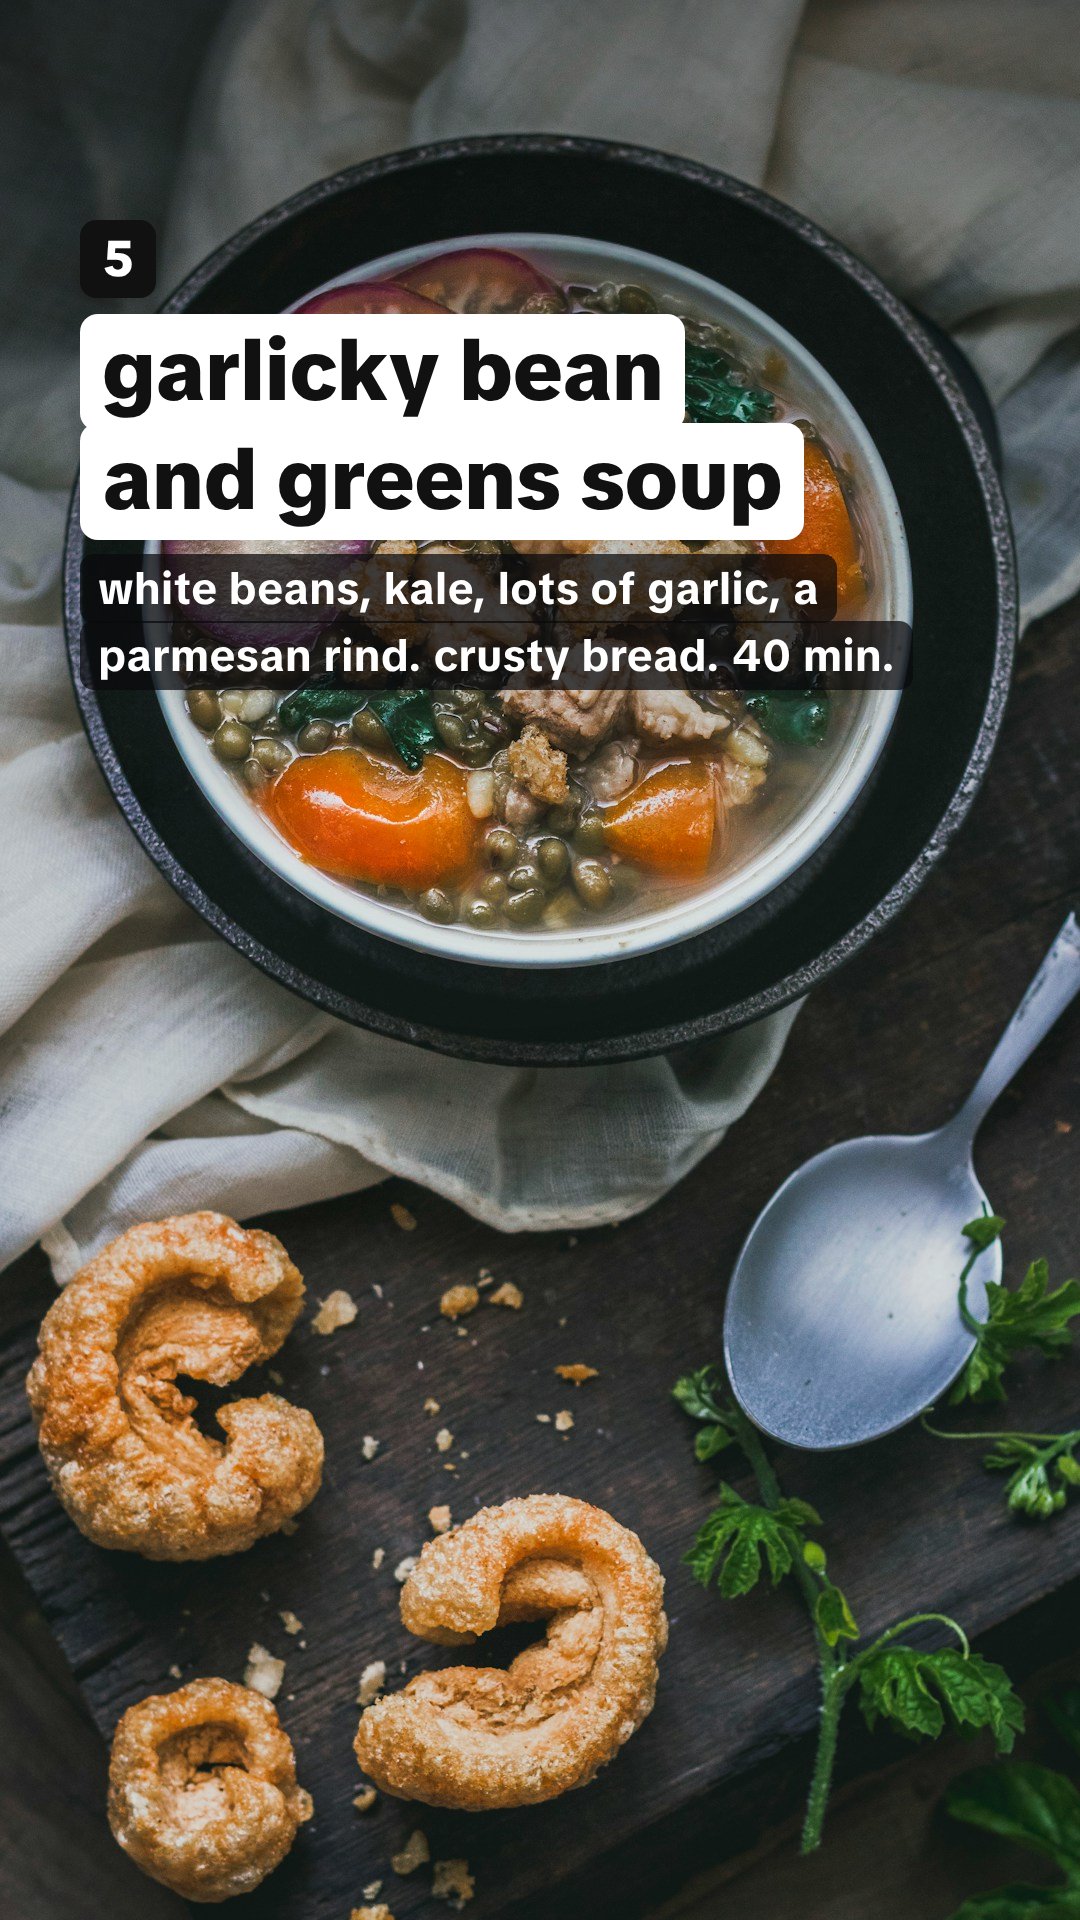 5
garlicky bean
and greens soup
white beans, kale, lots of garlic, a
parmesan rind. crusty bread. 40 min.